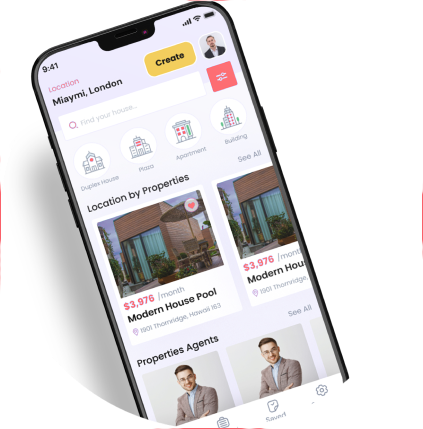 9:41
Location
Miaymi, London
Create
Find your house...
Duplex House
Plaza
Apartment
Building
Location by Properties
See All
$3,976 /month
Modern House Pool
1901 Thornridge, Hawaii 163
$3,976 /month
Modern Hou
1901 Thornridge,
Properties Agents
See All
Saved